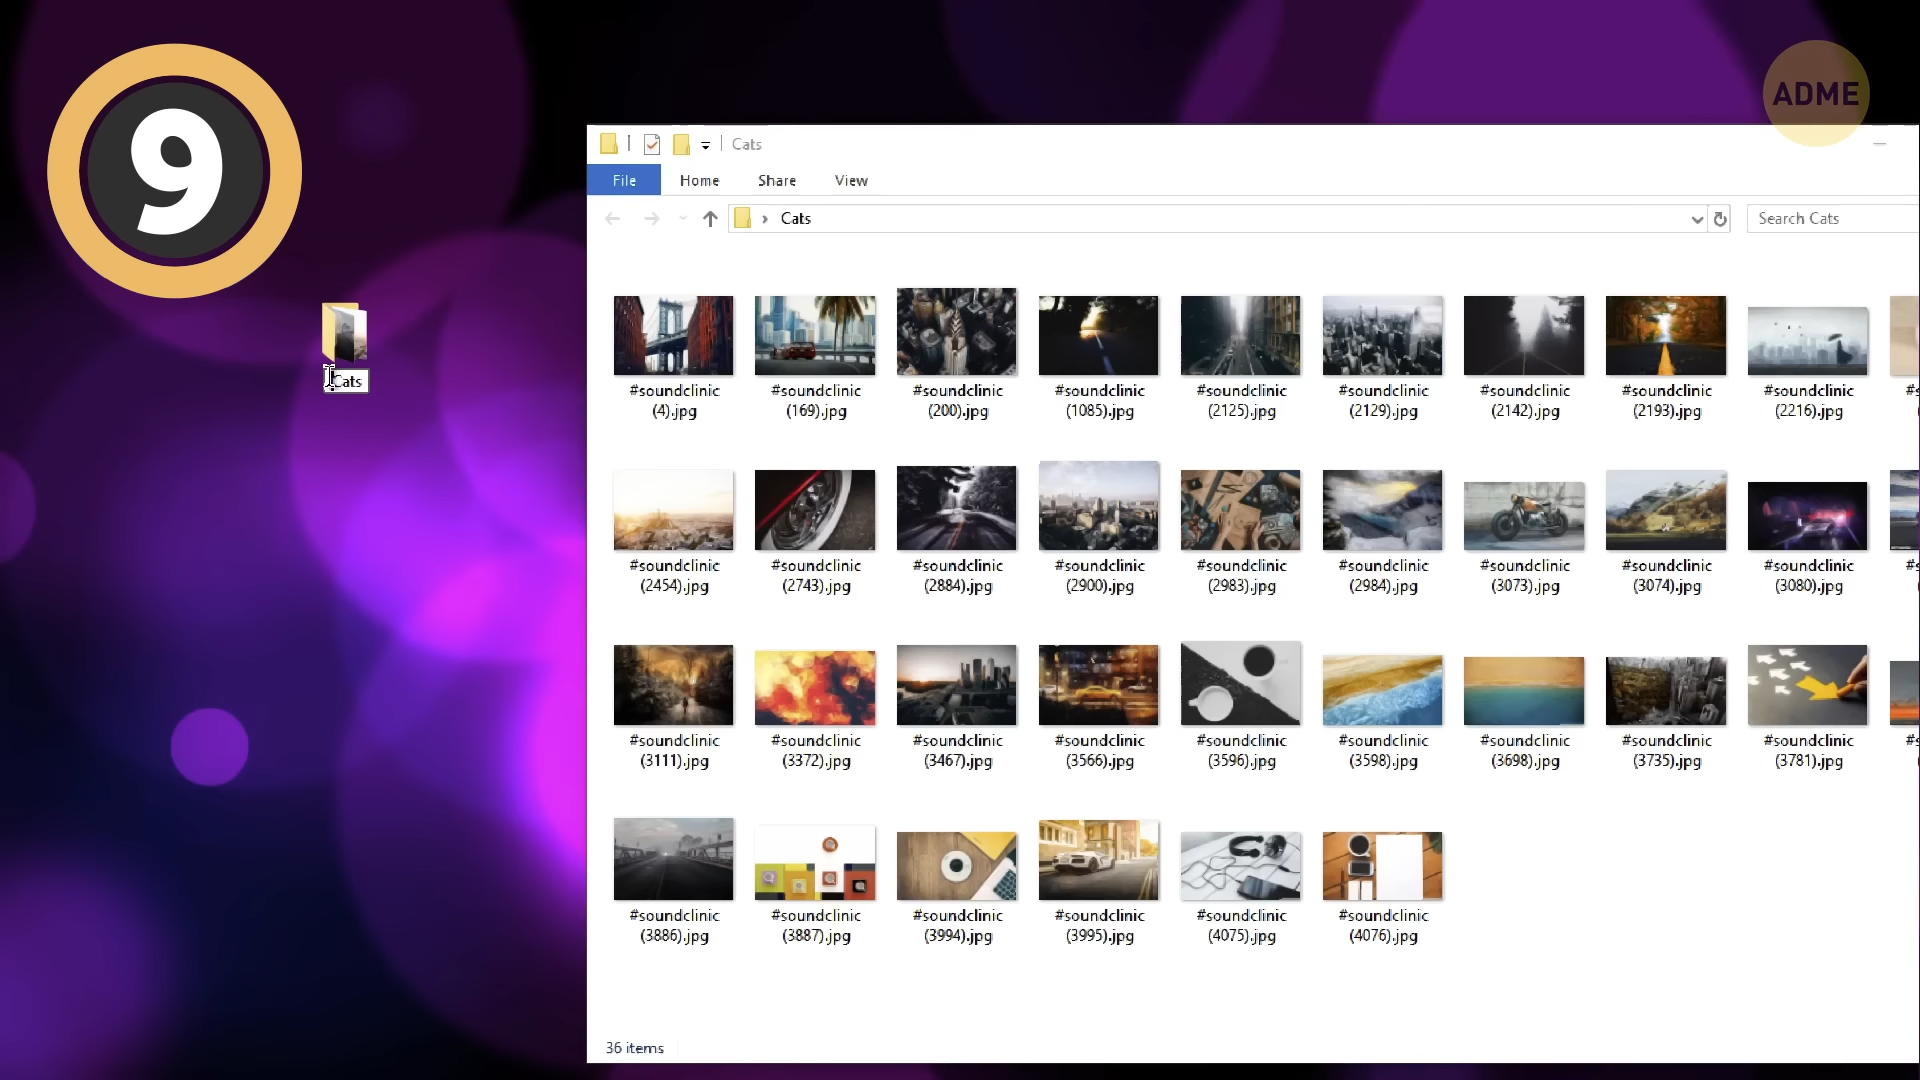 9
ADME
Cats
File Home Share View
Cats
Search Cats
Cats
#soundclinic (4).jpg
#soundclinic (169).jpg
#soundclinic (200).jpg
#soundclinic (1085).jpg
#soundclinic (2125).jpg
#soundclinic (2129).jpg
#soundclinic (2142).jpg
#soundclinic (2193).jpg
#soundclinic (2216).jpg
#soundclinic (2454).jpg
#soundclinic (2743).jpg
#soundclinic (2884).jpg
#soundclinic (2900).jpg
#soundclinic (2983).jpg
#soundclinic (2984).jpg
#soundclinic (3073).jpg
#soundclinic (3074).jpg
#soundclinic (3080).jpg
#soundclinic (3111).jpg
#soundclinic (3372).jpg
#soundclinic (3467).jpg
#soundclinic (3566).jpg
#soundclinic (3596).jpg
#soundclinic (3598).jpg
#soundclinic (3698).jpg
#soundclinic (3735).jpg
#soundclinic (3781).jpg
#soundclinic (3886).jpg
#soundclinic (3887).jpg
#soundclinic (3994).jpg
#soundclinic (3995).jpg
#soundclinic (4075).jpg
#soundclinic (4076).jpg
36 items